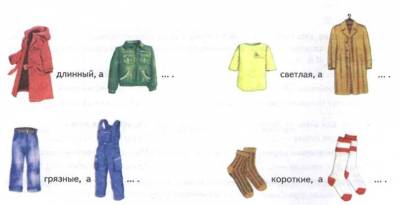 длинный, а ... .
светлая, а ... .
грязные, а ... .
короткие, а ... .